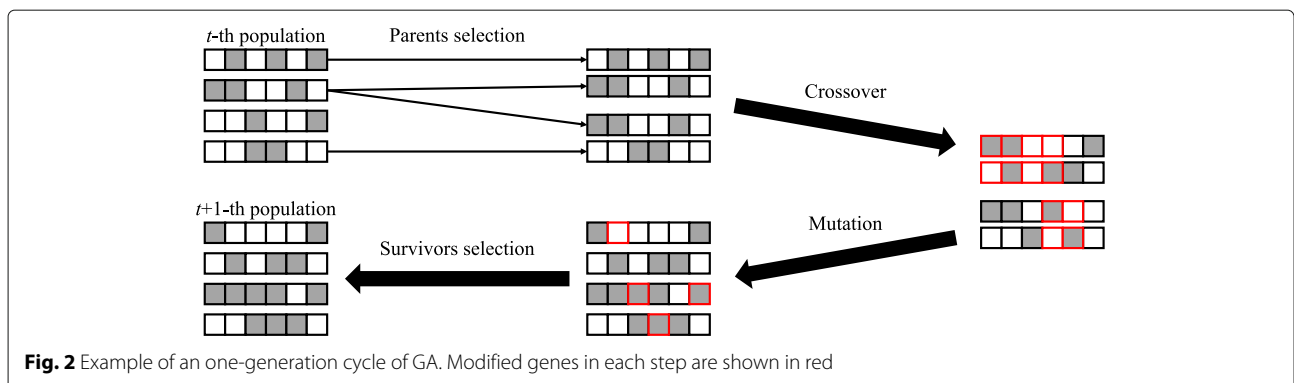 t-th population
Parents selection
Crossover
t+1-th population
Survivors selection
Mutation
Fig. 2 Example of an one-generation cycle of GA. Modified genes in each step are shown in red